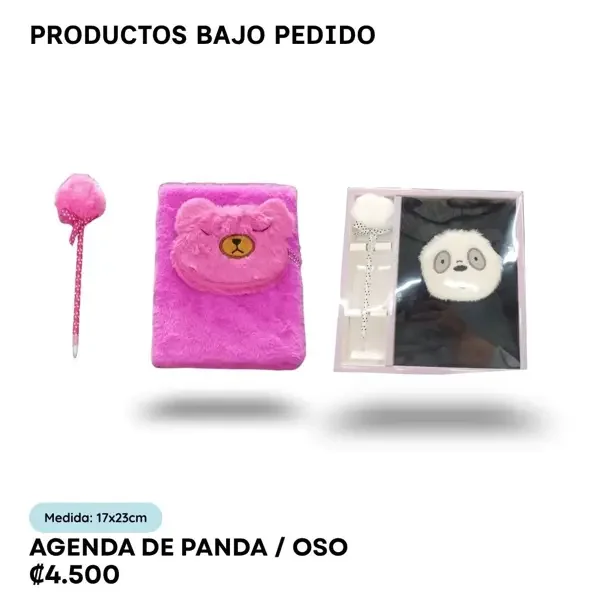 PRODUCTOS BAJO PEDIDO
Medida: 17x23cm
AGENDA DE PANDA / OSO
₡4.500